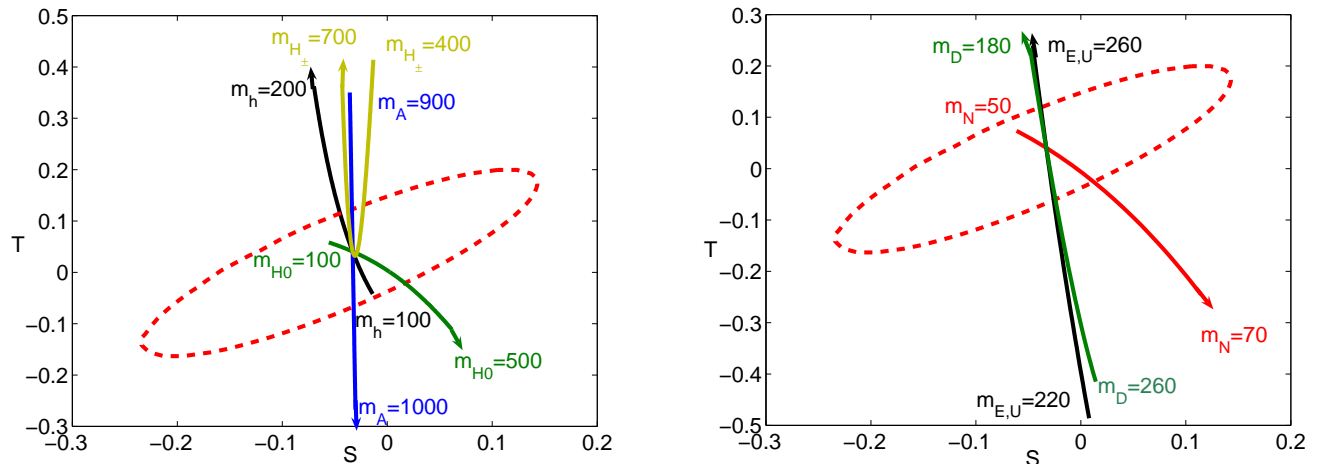 0.5
0.4
0.3
0.2
0.1
0
−0.1
−0.2
−0.3
T
−0.3
−0.2
−0.1
0
0.1
0.2
S
m_H±=700
m_H±=400
m_h=200
m_A=900
m_H0=100
m_h=100
m_H0=500
m_A=1000
0.3
0.2
0.1
0
−0.1
−0.2
−0.3
−0.4
−0.5
T
−0.3
−0.2
−0.1
0
0.1
0.2
S
m_D=180
m_E,U=260
m_N=50
m_N=70
m_D=260
m_E,U=220